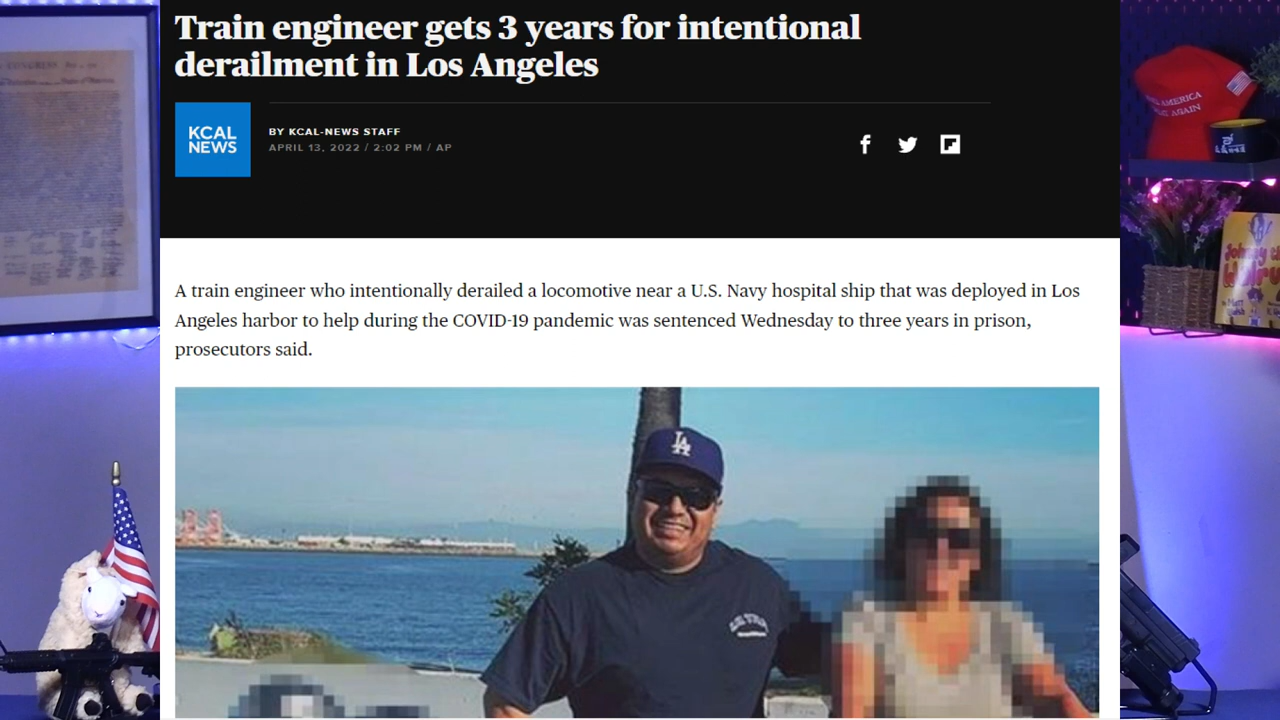 Train engineer gets 3 years for intentional
derailment in Los Angeles
KCAL
NEWS
BY KCAL-NEWS STAFF
APRIL 13, 2022 / 2:02 PM / AP
A train engineer who intentionally derailed a locomotive near a U.S. Navy hospital ship that was deployed in Los
Angeles harbor to help during the COVID-19 pandemic was sentenced Wednesday to three years in prison,
prosecutors said.
LA
AMERICA
AGAIN
Johnny